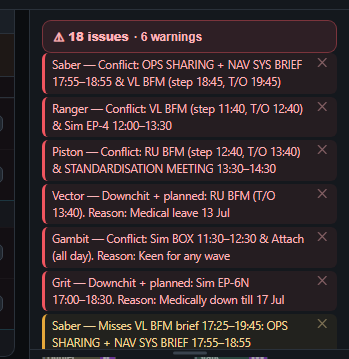 ⚠ 18 issues · 6 warnings
Saber — Conflict: OPS SHARING + NAV SYS BRIEF
17:55–18:55 & VL BFM (step 18:45, T/O 19:45)
Ranger — Conflict: VL BFM (step 11:40, T/O 12:40)
& Sim EP-4 12:00–13:30
Piston — Conflict: RU BFM (step 12:40, T/O 13:40)
& STANDARDISATION MEETING 13:30–14:30
Vector — Downchit + planned: RU BFM (T/O
13:40). Reason: Medical leave 13 Jul
Gambit — Conflict: Sim BOX 11:30–12:30 & Attach
(all day). Reason: Keen for any wave
Grit — Downchit + planned: Sim EP-6N
17:00–18:30. Reason: Medically down till 17 Jul
Saber — Misses VL BFM brief 17:25–19:45: OPS
SHARING + NAV SYS BRIEF 17:55–18:55